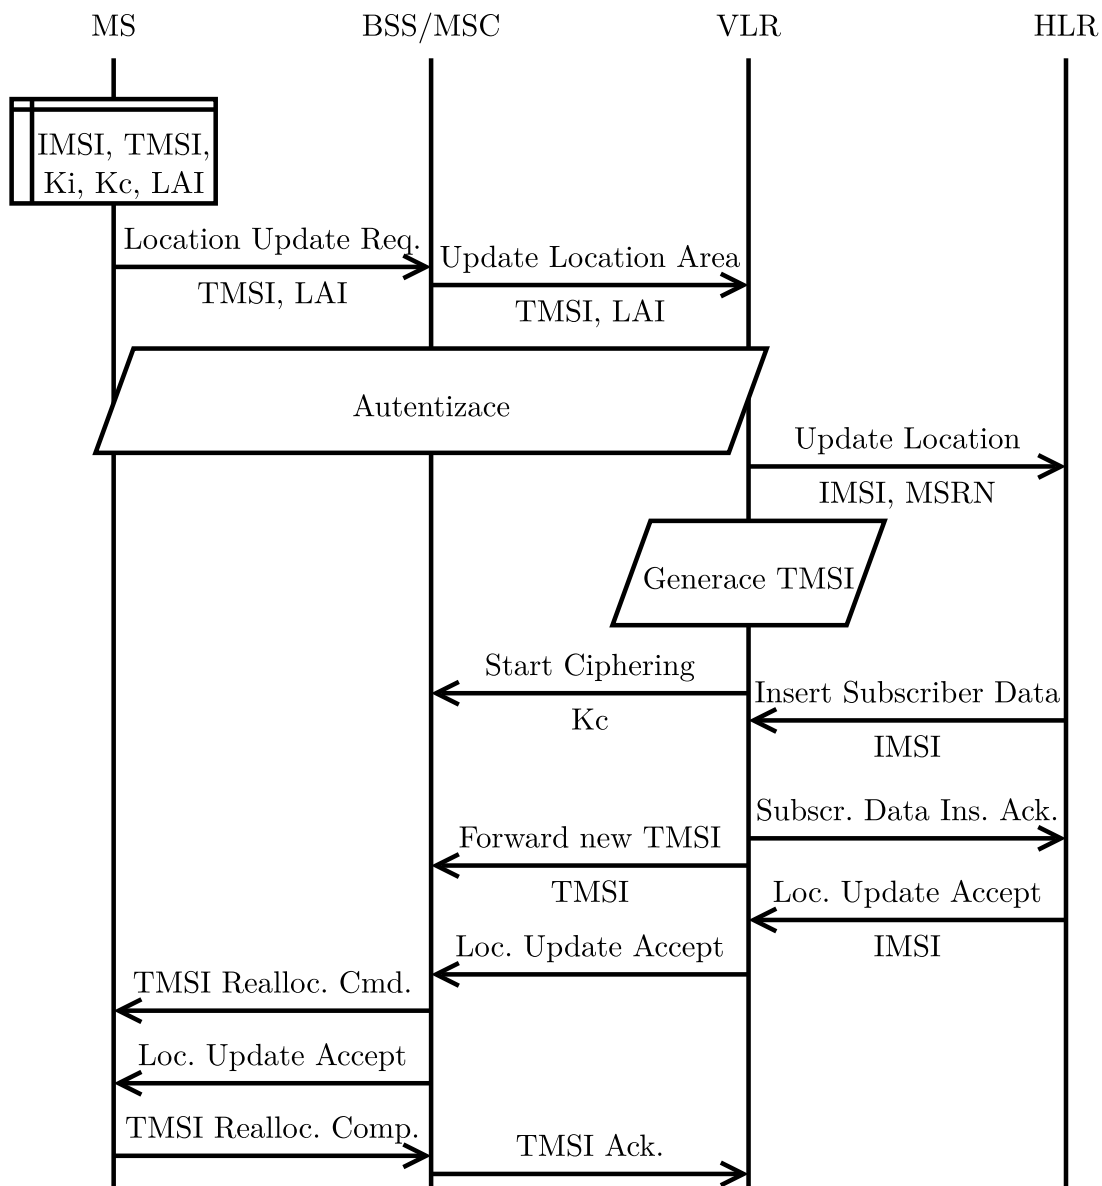 MS
BSS/MSC
VLR
HLR
IMSI, TMSI,
Ki, Kc, LAI
Location Update Req.
TMSI, LAI
Update Location Area
TMSI, LAI
Autentizace
Update Location
IMSI, MSRN
Generace TMSI
Start Ciphering
Kc
Insert Subscriber Data
IMSI
Subscr. Data Ins. Ack.
Forward new TMSI
TMSI
Loc. Update Accept
IMSI
Loc. Update Accept
TMSI Realloc. Cmd.
Loc. Update Accept
TMSI Realloc. Comp.
TMSI Ack.